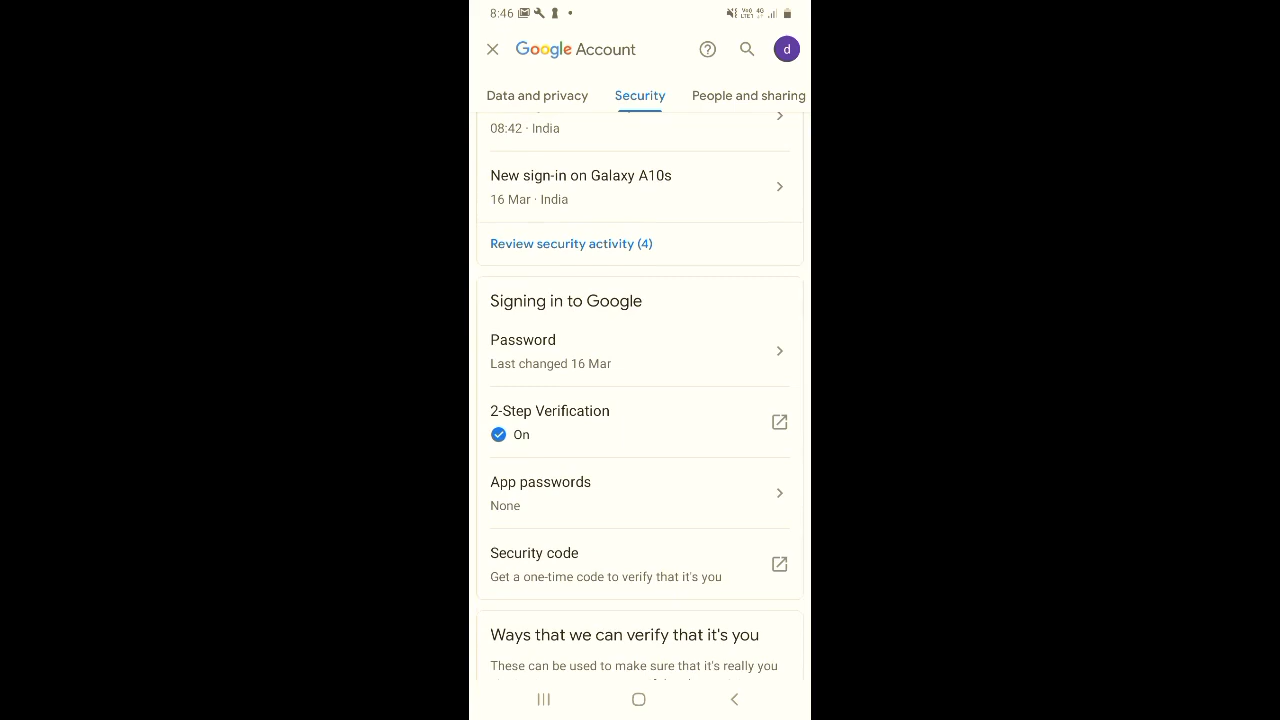 8:46
Google Account
d
Data and privacy Security People and sharing
08:42 · India
New sign-in on Galaxy A10s
16 Mar · India
Review security activity (4)
Signing in to Google
Password
Last changed 16 Mar
2-Step Verification
On
App passwords
None
Security code
Get a one-time code to verify that it's you
Ways that we can verify that it's you
These can be used to make sure that it's really you